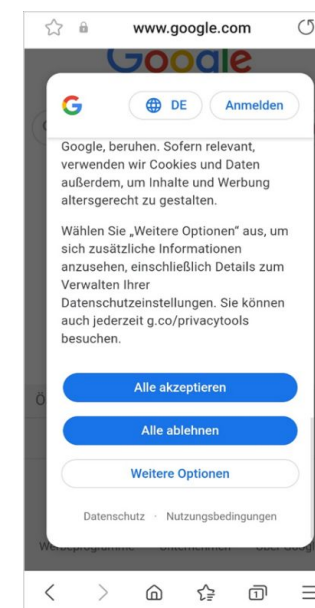 www.google.com
Google
G
DE
Anmelden
Google, beruhen. Sofern relevant,
verwenden wir Cookies und Daten
außerdem, um Inhalte und Werbung
altersgerecht zu gestalten.
Wählen Sie „Weitere Optionen“ aus, um
sich zusätzliche Informationen
anzusehen, einschließlich Details zum
Verwalten Ihrer
Datenschutzeinstellungen. Sie können
auch jederzeit g.co/privacytools
besuchen.
Alle akzeptieren
Alle ablehnen
Weitere Optionen
Datenschutz · Nutzungsbedingungen
1